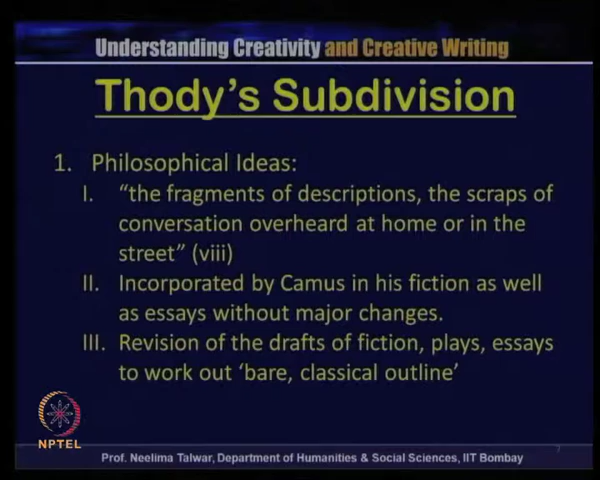 Understanding Creativity and Creative Writing
Thody's Subdivision
1. Philosophical Ideas:
I. “the fragments of descriptions, the scraps of
conversation overheard at home or in the
street” (viii)
II. Incorporated by Camus in his fiction as well
as essays without major changes.
III. Revision of the drafts of fiction, plays, essays
to work out ‘bare, classical outline’
NPTEL
Prof. Neelima Talwar, Department of Humanities & Social Sciences, IIT Bombay
7